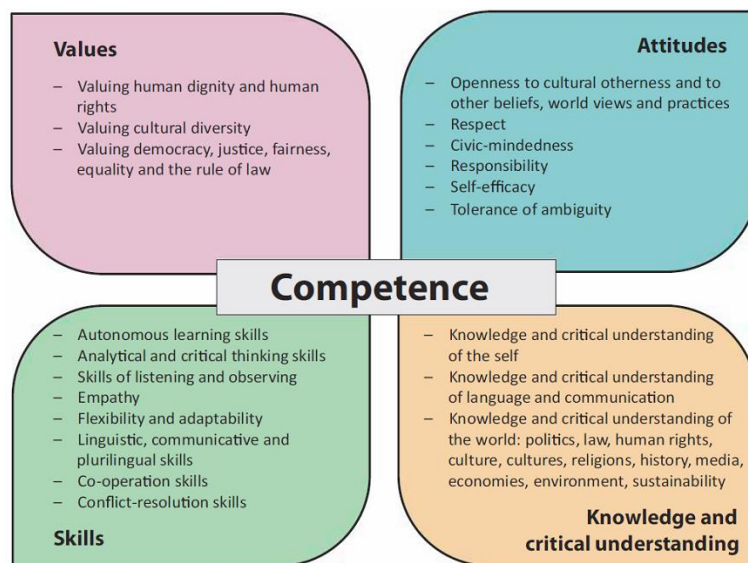 Values
– Valuing human dignity and human
rights
– Valuing cultural diversity
– Valuing democracy, justice, fairness,
equality and the rule of law
Attitudes
– Openness to cultural otherness and to
other beliefs, world views and practices
– Respect
– Civic-mindedness
– Responsibility
– Self-efficacy
– Tolerance of ambiguity
Competence
– Autonomous learning skills
– Analytical and critical thinking skills
– Skills of listening and observing
– Empathy
– Flexibility and adaptability
– Linguistic, communicative and
plurilingual skills
– Co-operation skills
– Conflict-resolution skills
Skills
– Knowledge and critical understanding
of the self
– Knowledge and critical understanding
of language and communication
– Knowledge and critical understanding of
the world: politics, law, human rights,
culture, cultures, religions, history, media,
economies, environment, sustainability
Knowledge and
critical understanding